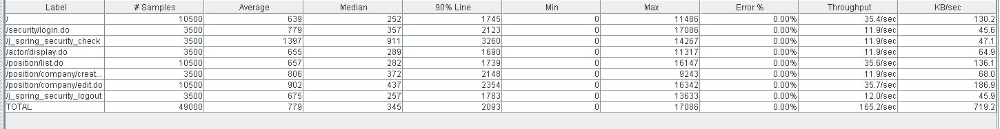 Label # Samples Average Median 90% Line Min Max Error % Throughput KB/sec
/ 10500 639 252 1745 0 11486 0.00% 35.4/sec 130.2
/security/login.do 3500 779 357 2123 0 17086 0.00% 11.9/sec 45.6
/j_spring_security_check 3500 1397 911 3260 0 14267 0.00% 11.9/sec 47.1
/actor/display.do 3500 655 289 1690 0 11317 0.00% 11.9/sec 64.9
/position/list.do 10500 657 282 1739 0 16147 0.00% 35.6/sec 136.1
/position/company/creat... 3500 806 372 2148 0 9243 0.00% 11.9/sec 68.0
/position/company/edit.do 10500 902 437 2354 0 16342 0.00% 35.7/sec 186.9
/j_spring_security_logout 3500 675 257 1783 0 13633 0.00% 12.0/sec 45.9
TOTAL 49000 779 345 2093 0 17086 0.00% 165.2/sec 719.2